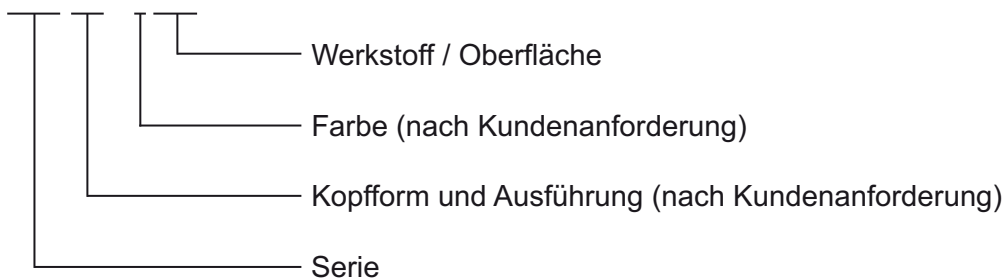 Werkstoff / Oberfläche
Farbe (nach Kundenanforderung)
Kopfform und Ausführung (nach Kundenanforderung)
Serie